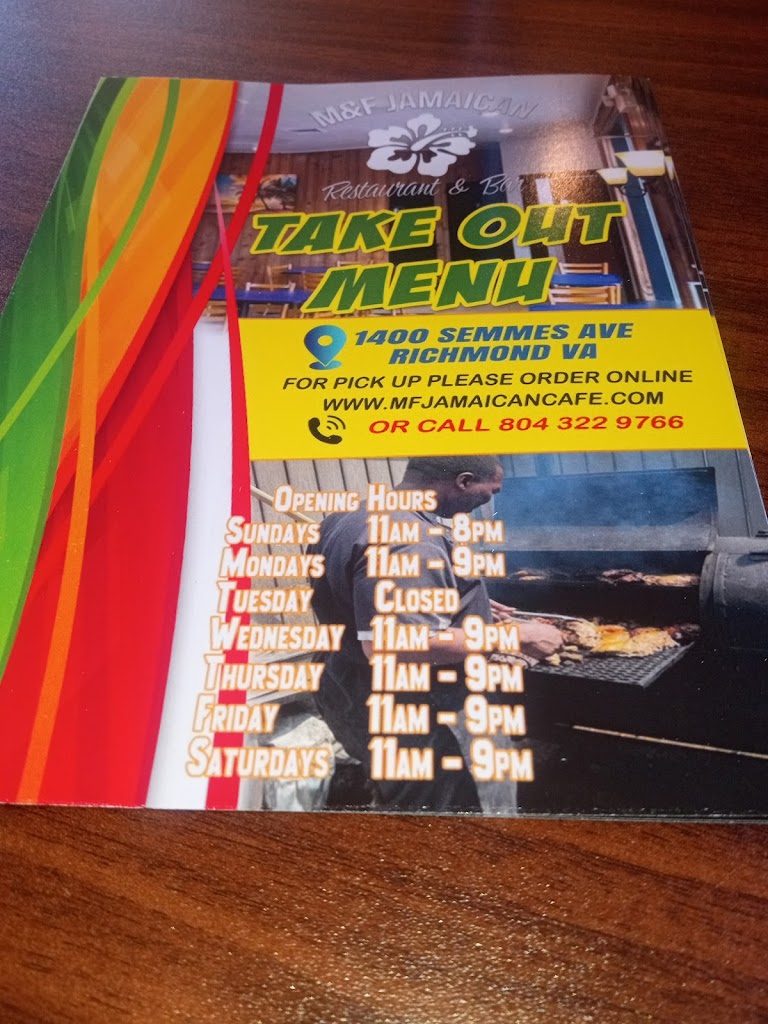 M&F JAMAICAN
Restaurant & Bar
TAKE OUT
MENU
1400 SEMMES AVE
RICHMOND VA
FOR PICK UP PLEASE ORDER ONLINE
WWW.MFJAMAICANCAFE.COM
OR CALL 804 322 9766
OPENING HOURS
SUNDAYS 11AM - 8PM
MONDAYS 11AM - 9PM
TUESDAY CLOSED
WEDNESDAY 11AM - 9PM
THURSDAY 11AM - 9PM
FRIDAY 11AM - 9PM
SATURDAYS 11AM - 9PM